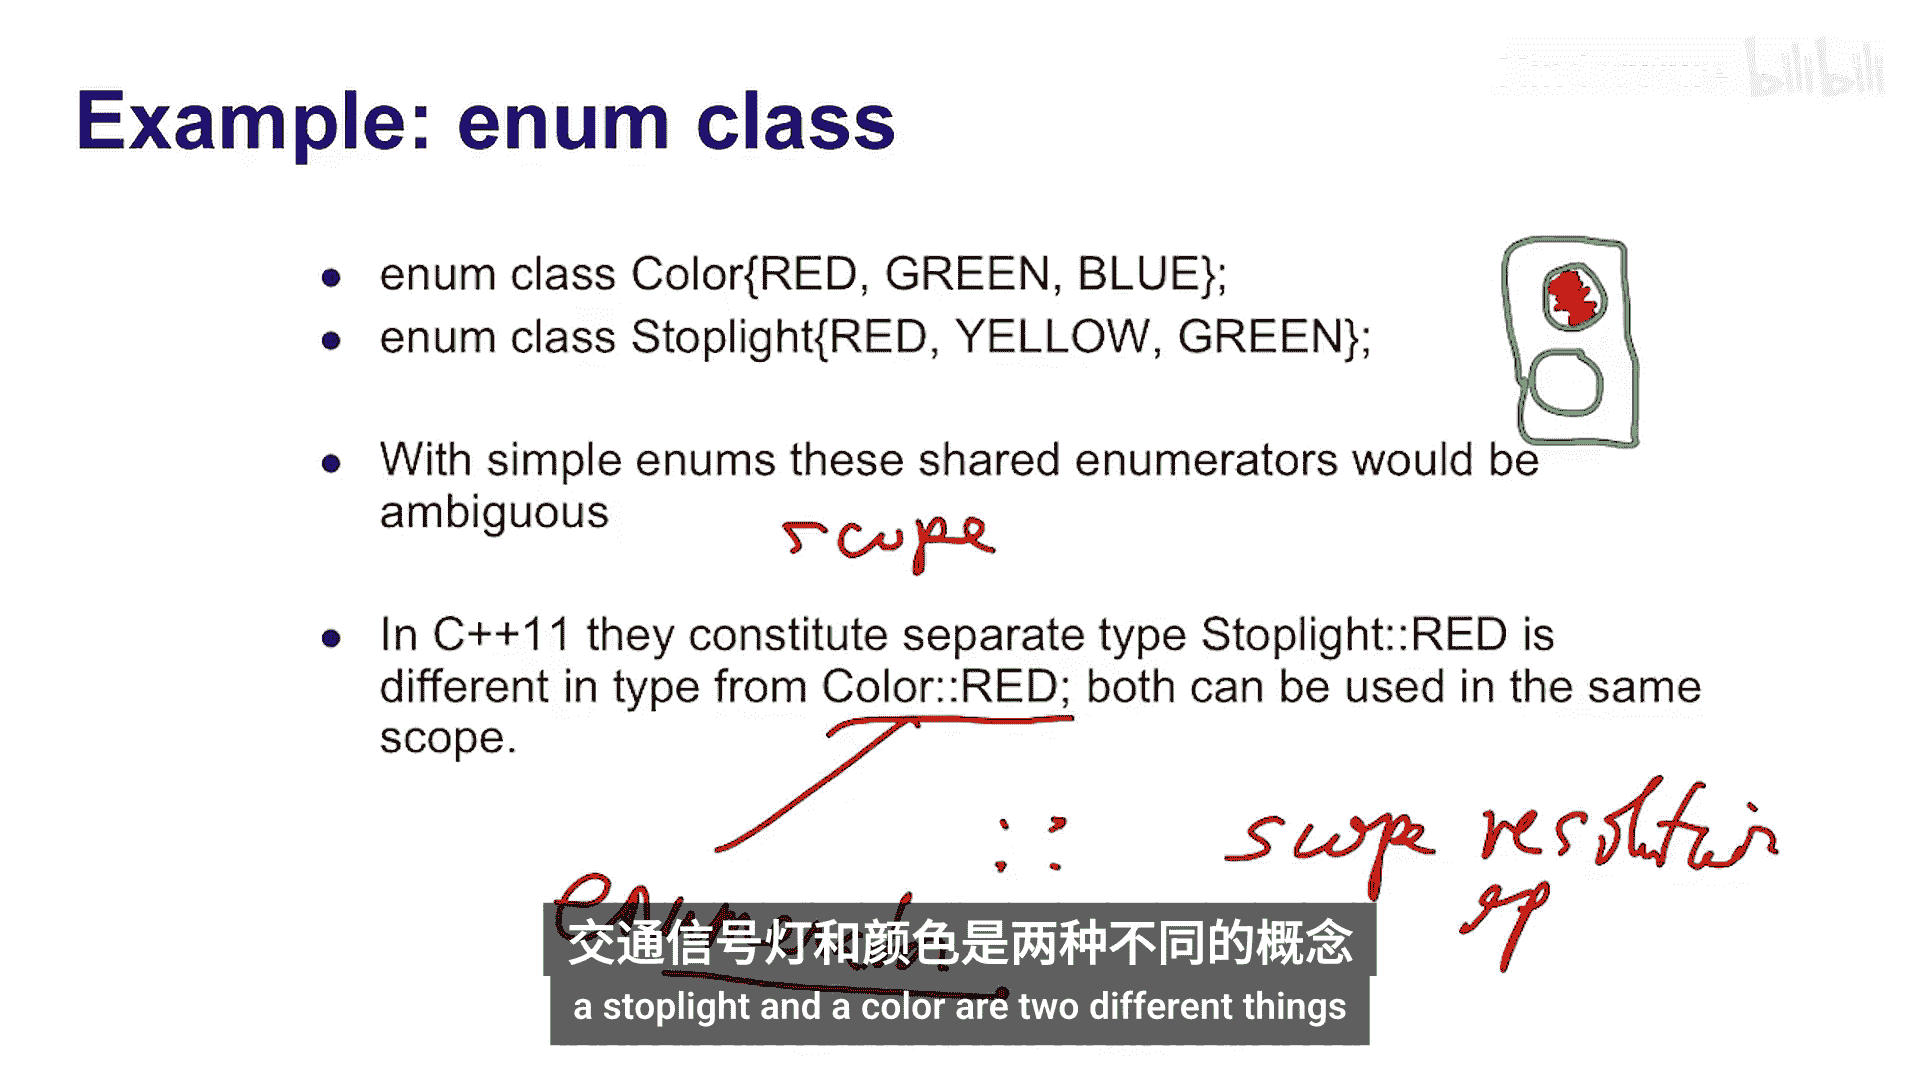 bilibili
Example: enum class
enum class Color{RED, GREEN, BLUE};
enum class Stoplight{RED, YELLOW, GREEN};
With simple enums these shared enumerators would be
ambiguous
scope
In C++11 they constitute separate type Stoplight::RED is
different in type from Color::RED; both can be used in the same
scope.
:: scope resolution
op
交通信号灯和颜色是两种不同的概念
a stoplight and a color are two different things